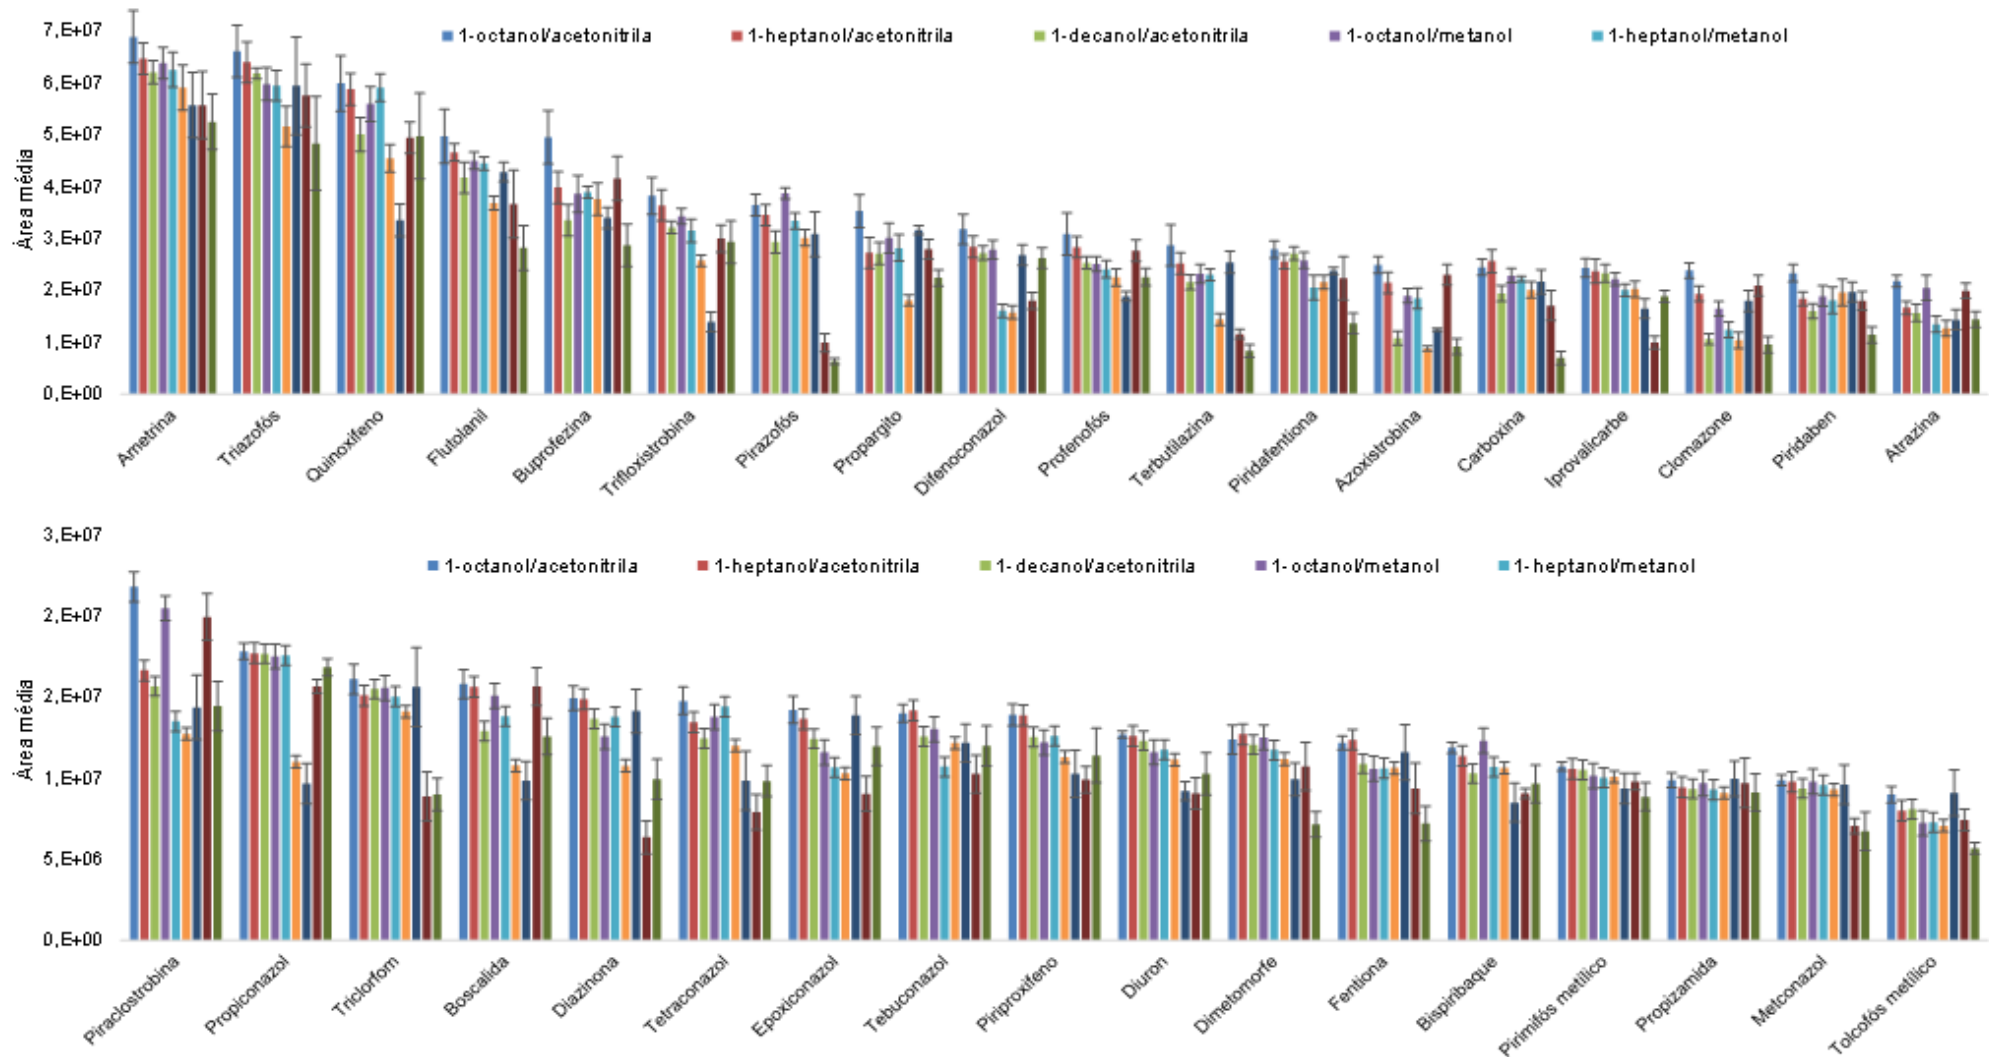 7,E+07
6,E+07
5,E+07
4,E+07
3,E+07
2,E+07
1,E+07
0,E+00
Área média
1-octanol/acetonitrila 1-heptanol/acetonitrila 1-decanol/acetonitrila 1-octanol/metanol 1-heptanol/metanol
Ametrina Triazofós Quinoxifeno Flutolanil Buprofezina Trifloxistrobina Pirazofós Propargito Difenoconazol Profenofós Terbutilazina Piridafentiona Azoxistrobina Carboxina Iprovalicarbe Clomazone Piridaben Atrazina
3,E+07
2,E+07
2,E+07
1,E+07
5,E+06
0,E+00
Área média
1-octanol/acetonitrila 1-heptanol/acetonitrila 1-decanol/acetonitrila 1-octanol/metanol 1-heptanol/metanol
Piraclostrobina Propiconazol Triclorfom Boscalida Diazinona Tetraconazol Epoxiconazol Tebuconazol Piriproxifeno Diuron Dimetomorfe Fentiona Bispiribaque Pirimifós metílico Propizamida Metconazol Tolcofós metílico